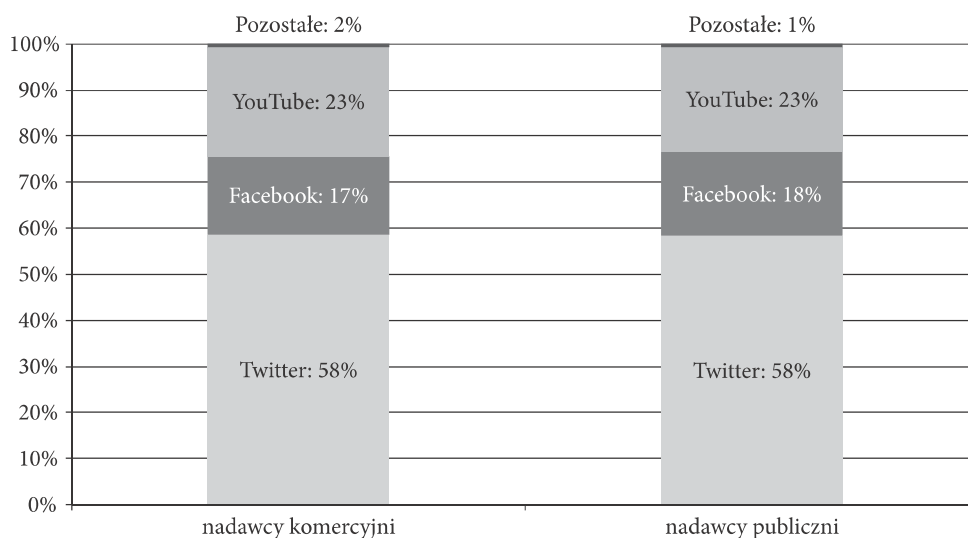 Pozostałe: 2%
Pozostałe: 1%
100%
90%
80%
70%
60%
50%
40%
30%
20%
10%
0%
YouTube: 23%
YouTube: 23%
Facebook: 17%
Facebook: 18%
Twitter: 58%
Twitter: 58%
nadawcy komercyjni
nadawcy publiczni